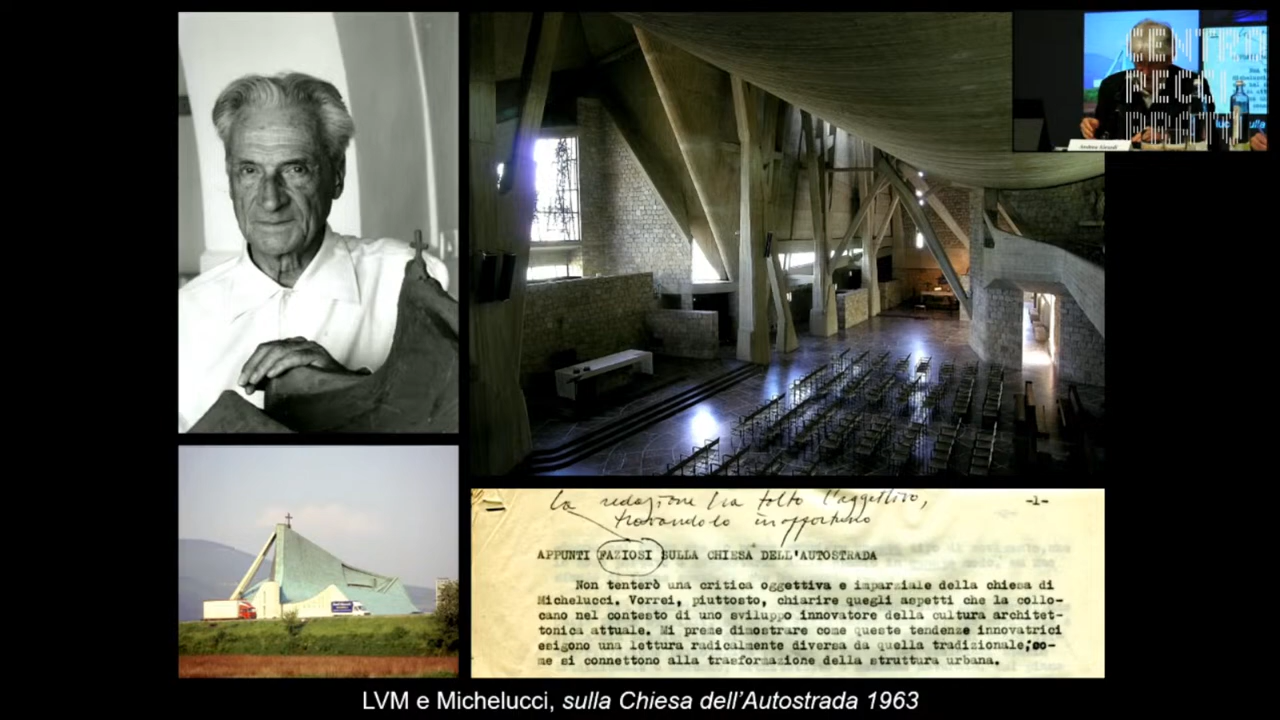 CENTRO
RECALCATI
la redazione ha tolto l'aggettivo, -1-
trovandolo inopportuno
APPUNTI FAZIOSI SULLA CHIESA DELL'AUTOSTRADA
Non tenterò una critica oggettiva e imparziale della chiesa di
Michelucci. Vorrei, piuttosto, chiarire quegli aspetti che la collo-
cano nel contesto di uno sviluppo innovatore della cultura architet-
tonica attuale. Mi preme dimostrare come queste tendenze innovatrici
esigono una lettura radicalmente diversa da quella tradizionale, co-
me si connettono alla trasformazione della struttura urbana.
LVM e Michelucci, sulla Chiesa dell'Autostrada 1963